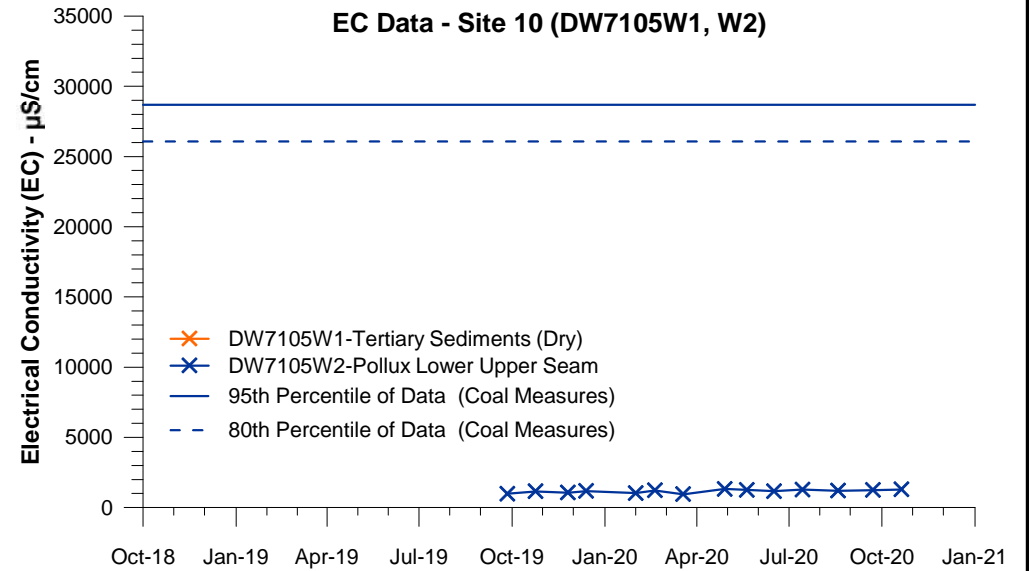 EC Data - Site 10 (DW7105W1, W2)
Electrical Conductivity (EC) - µS/cm
35000
30000
25000
20000
15000
10000
5000
0
DW7105W1-Tertiary Sediments (Dry)
DW7105W2-Pollux Lower Upper Seam
95th Percentile of Data (Coal Measures)
80th Percentile of Data (Coal Measures)
Oct-18 Jan-19 Apr-19 Jul-19 Oct-19 Jan-20 Apr-20 Jul-20 Oct-20 Jan-21